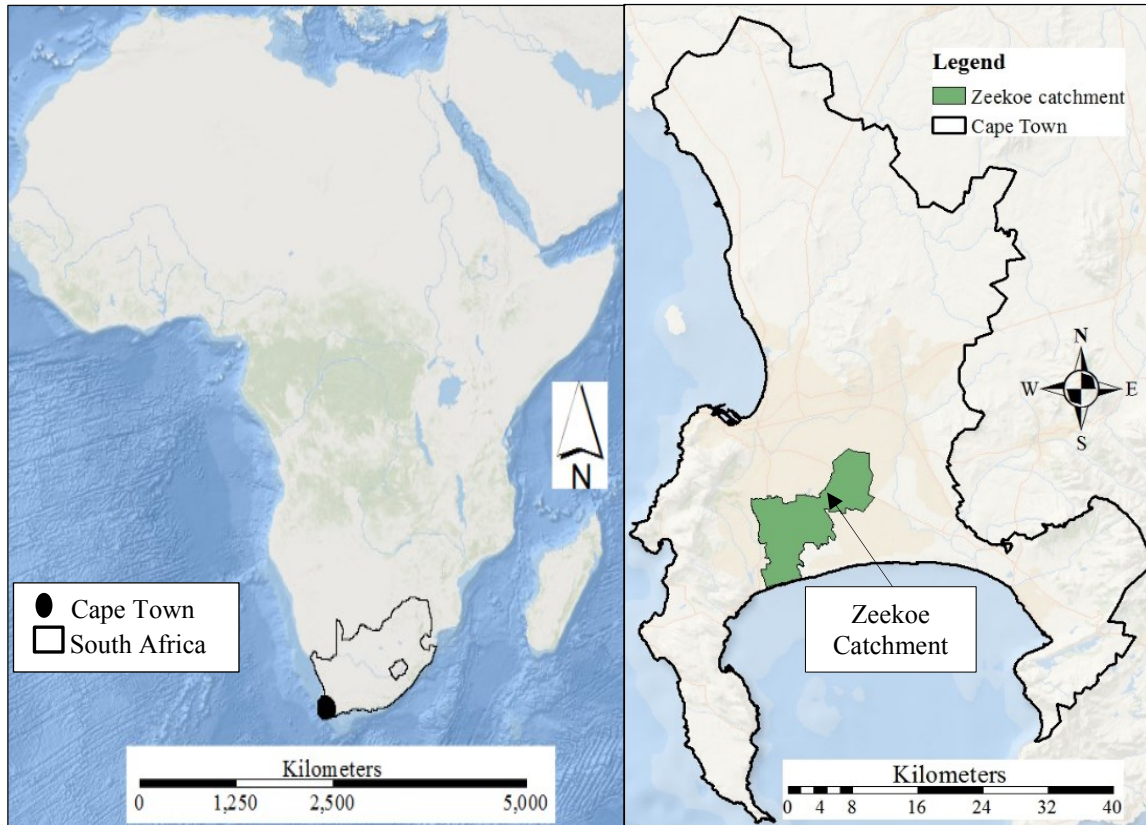 N
Cape Town
South Africa
Kilometers
0 1,250 2,500 5,000
Legend
Zeekoe catchment
Cape Town
N
W E
S
Zeekoe
Catchment
Kilometers
0 2 4 8 16 24 32 40